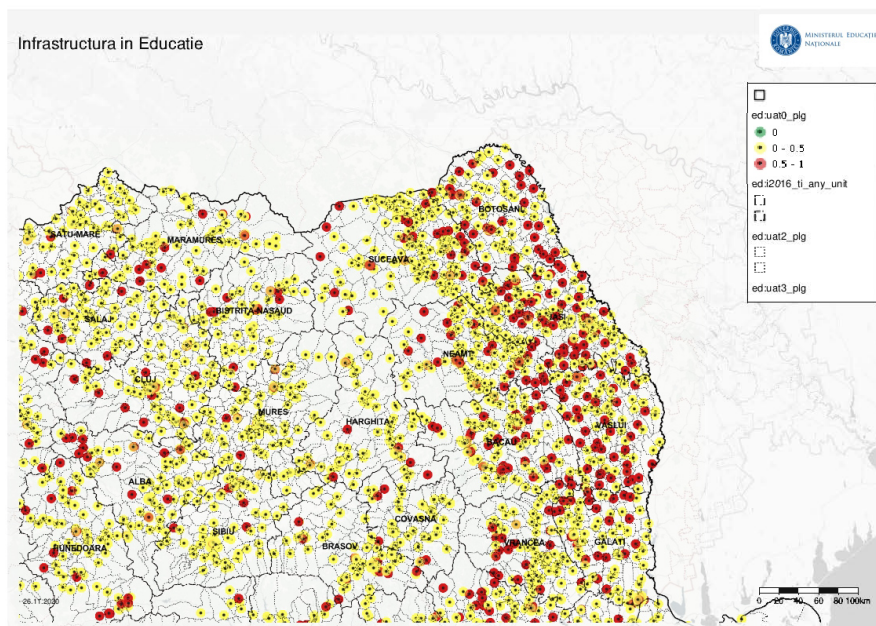 Infrastructura in Educatie
MINISTERUL EDUCAȚIEI
NAȚIONALE
ed:uat0_plg
0
0 - 0.5
0.5 - 1
ed:i2016_ti_any_unit
ed:uat2_plg
ed:uat3_plg
BOTOSANI
SATU-MARE
MARAMURES
SUCEAVA
BISTRITA-NASAUD
SALAJ
IASI
NEAMT
CLUJ
MURES
HARGHITA
VASLUI
BACAU
ALBA
COVASNA
SIBIU
BRASOV
VRANCEA
GALATI
HUNEDOARA
0 20 40 60 80 100km
26.11.2020